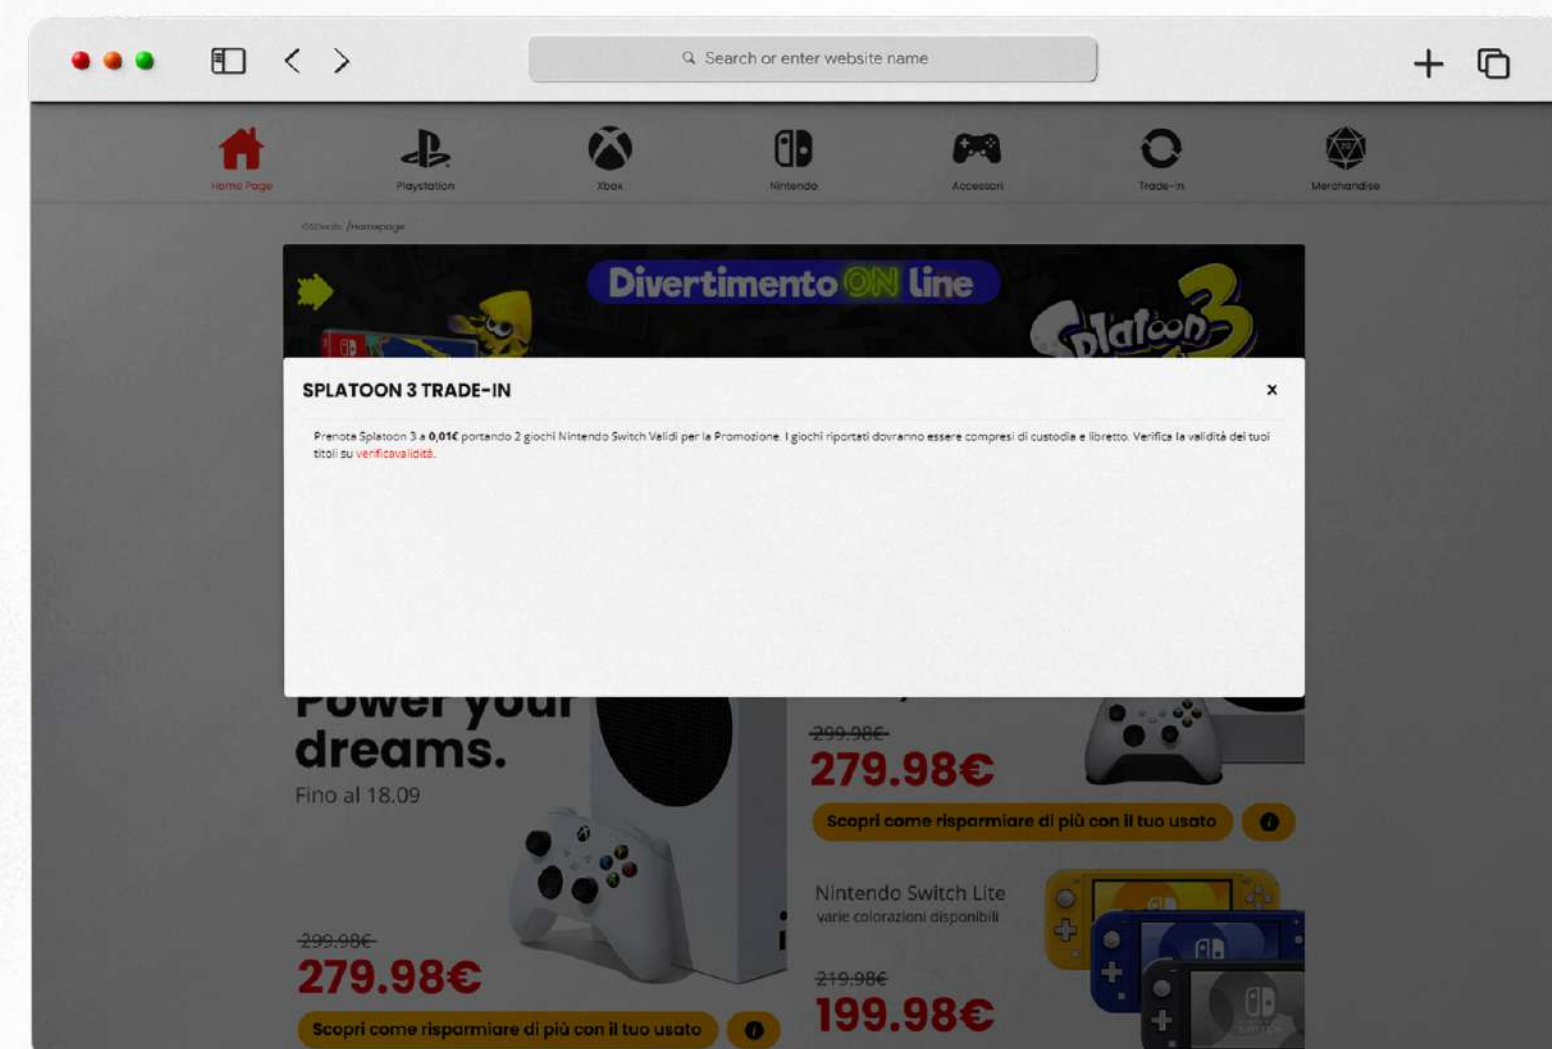 Search or enter website name
Home Page
Playstation
Xbox
Nintendo
Accessori
Trade-In
Merchandise
/Homepage
Divertimento ON line
Splatoon 3
SPLATOON 3 TRADE-IN
x
Prenota Splatoon 3 a 0,01€ portando 2 giochi Nintendo Switch Validi per la Promozione. I giochi riportati dovranno essere compresi di custodia e libretto. Verifica la validità dei tuoi
titoli su verificavalidità.
Power your
dreams.
Fino al 18.09
299.98€
279.98€
Scopri come risparmiare di più con il tuo usato
299.98€
279.98€
Scopri come risparmiare di più con il tuo usato
Nintendo Switch Lite
varie colorazioni disponibili
219.98€
199.98€